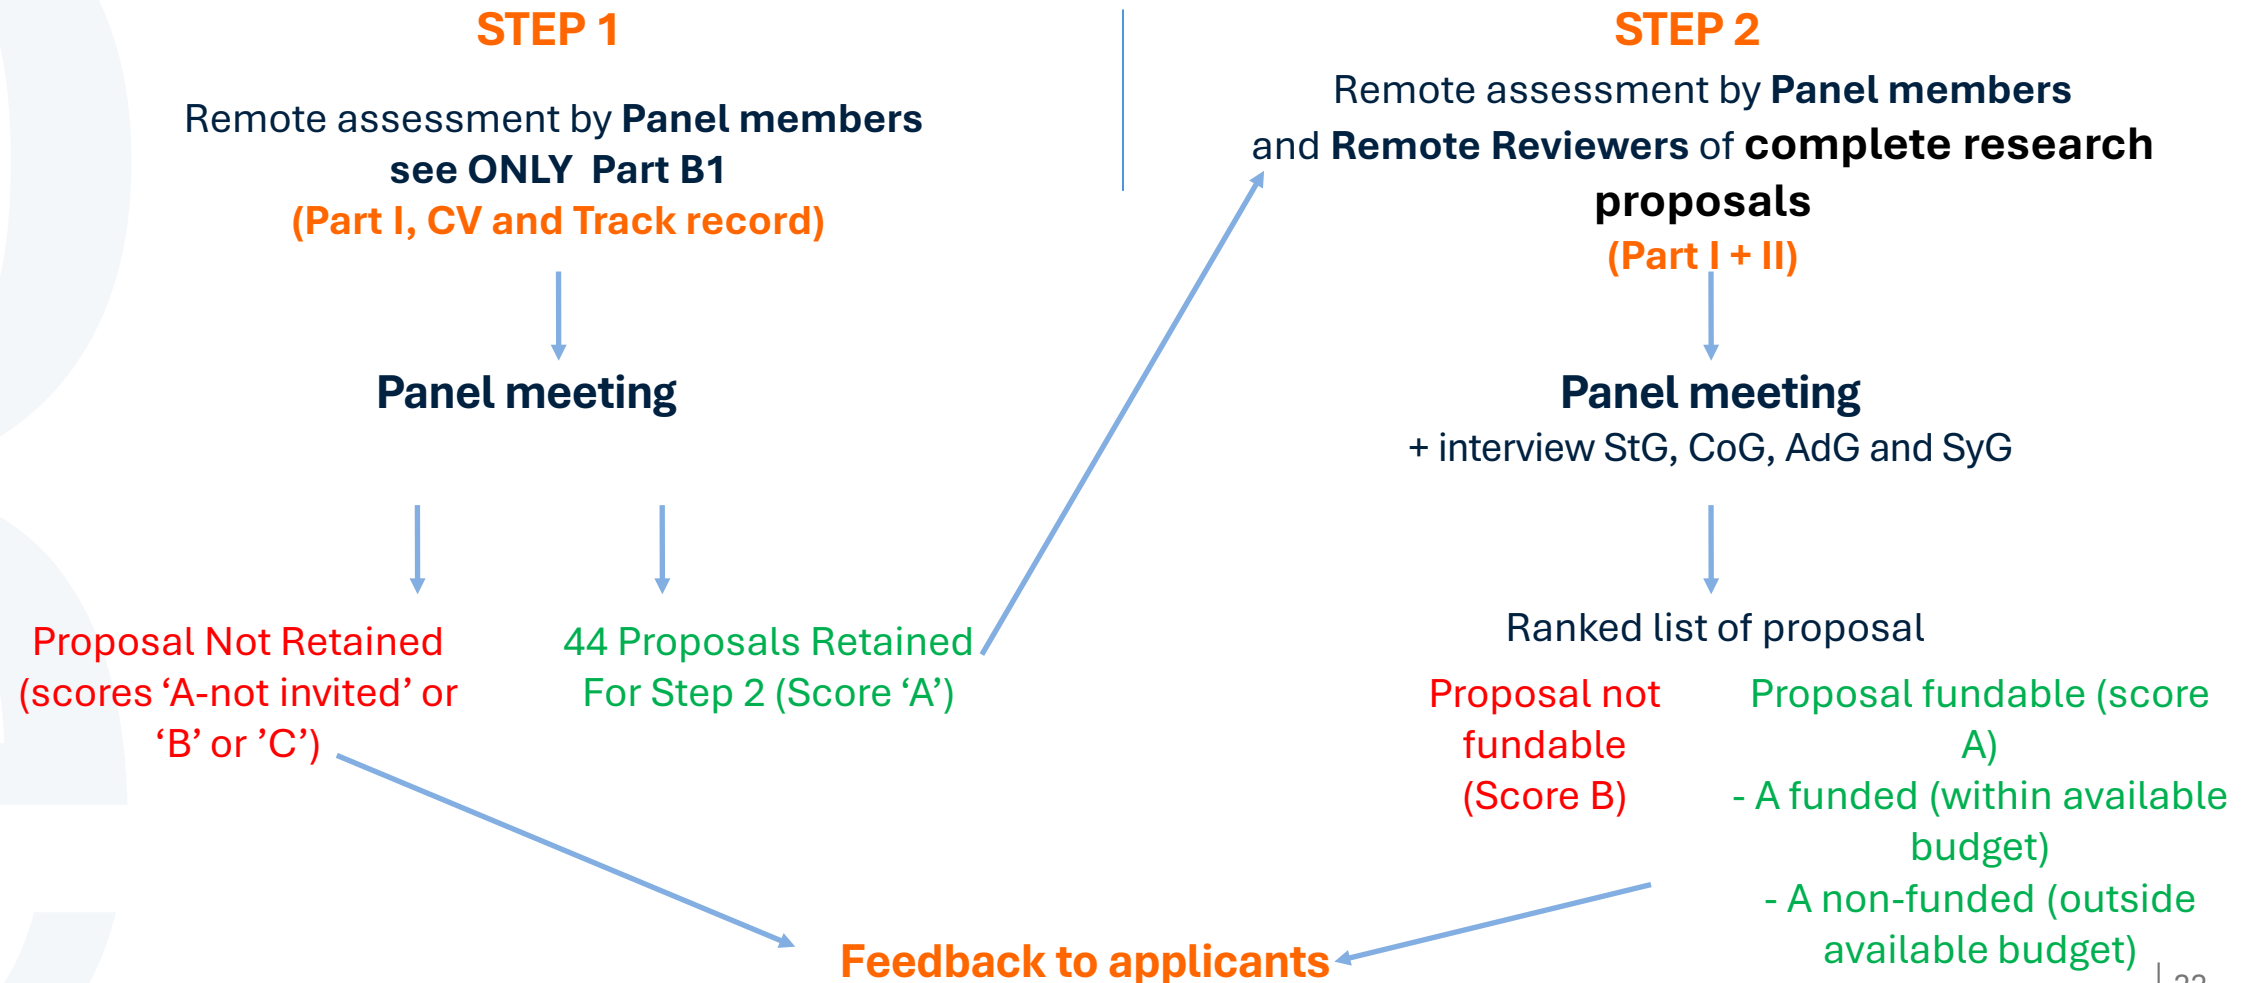 STEP 1
Remote assessment by Panel members
see ONLY Part B1
(Part I, CV and Track record)
Panel meeting
Proposal Not Retained
(scores ‘A-not invited’ or
‘B’ or ’C’)
44 Proposals Retained
For Step 2 (Score ‘A’)
STEP 2
Remote assessment by Panel members
and Remote Reviewers of complete research
proposals
(Part I + II)
Panel meeting
+ interview StG, CoG, AdG and SyG
Ranked list of proposal
Proposal not
fundable
(Score B)
Proposal fundable (score
A)
- A funded (within available
budget)
- A non-funded (outside
available budget)
Feedback to applicants